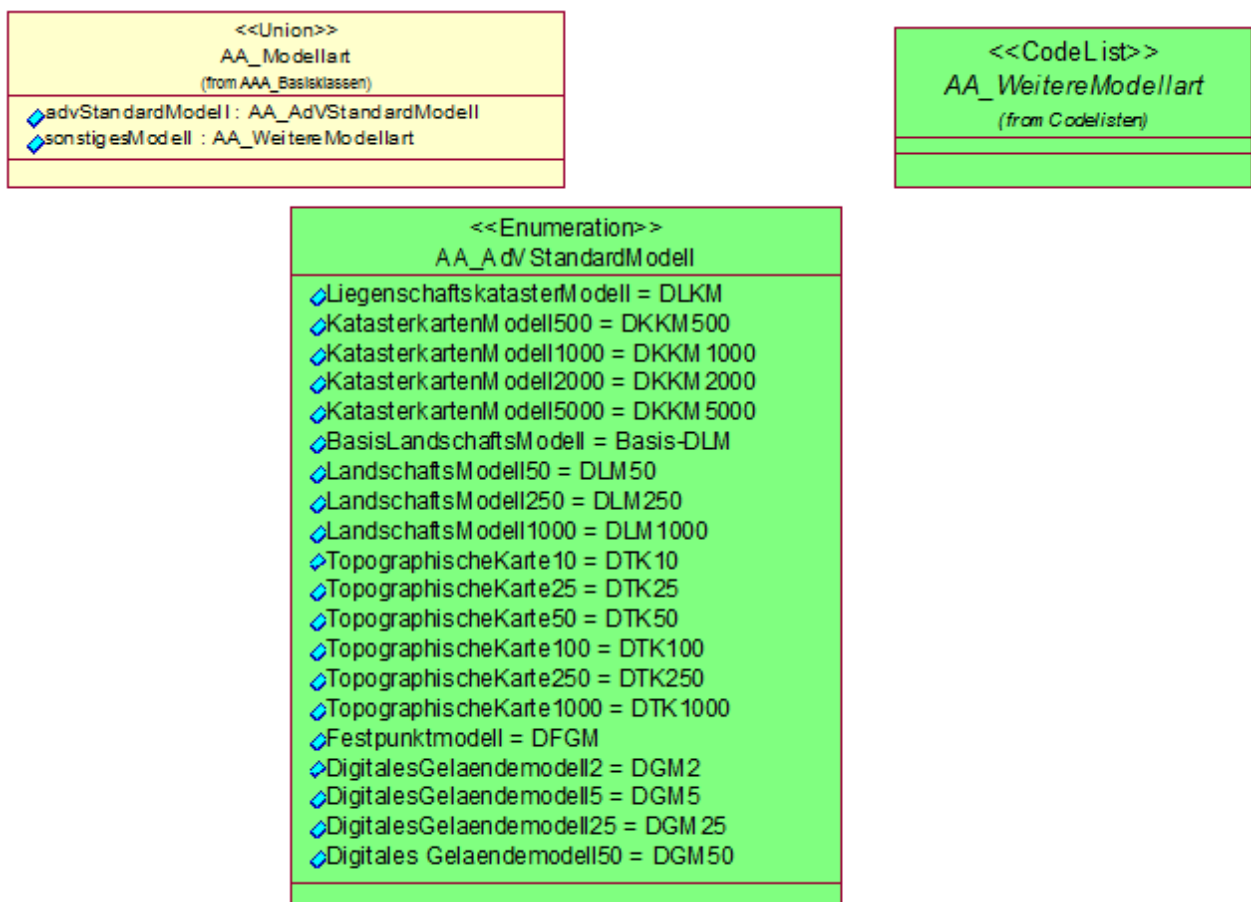 <<Union>>
AA_Modellart
(from AAA_Basisklassen)
advStandardModell : AA_AdVStandardModell
sonstigesModell : AA_WeitereModellart
<<CodeList>>
AA_WeitereModellart
(from Codelisten)
<<Enumeration>>
AA_AdVStandardModell
LiegenschaftskatasterModell = DLKM
KatasterkartenModell500 = DKKM500
KatasterkartenModell1000 = DKKM1000
KatasterkartenModell2000 = DKKM2000
KatasterkartenModell5000 = DKKM5000
BasisLandschaftsModell = Basis-DLM
LandschaftsModell50 = DLM50
LandschaftsModell250 = DLM250
LandschaftsModell1000 = DLM1000
TopographischeKarte10 = DTK10
TopographischeKarte25 = DTK25
TopographischeKarte50 = DTK50
TopographischeKarte100 = DTK100
TopographischeKarte250 = DTK250
TopographischeKarte1000 = DTK1000
Festpunktmodell = DFGM
DigitalesGelaendemodell2 = DGM2
DigitalesGelaendemodell5 = DGM5
DigitalesGelaendemodell25 = DGM25
Digitales Gelaendemodell50 = DGM50